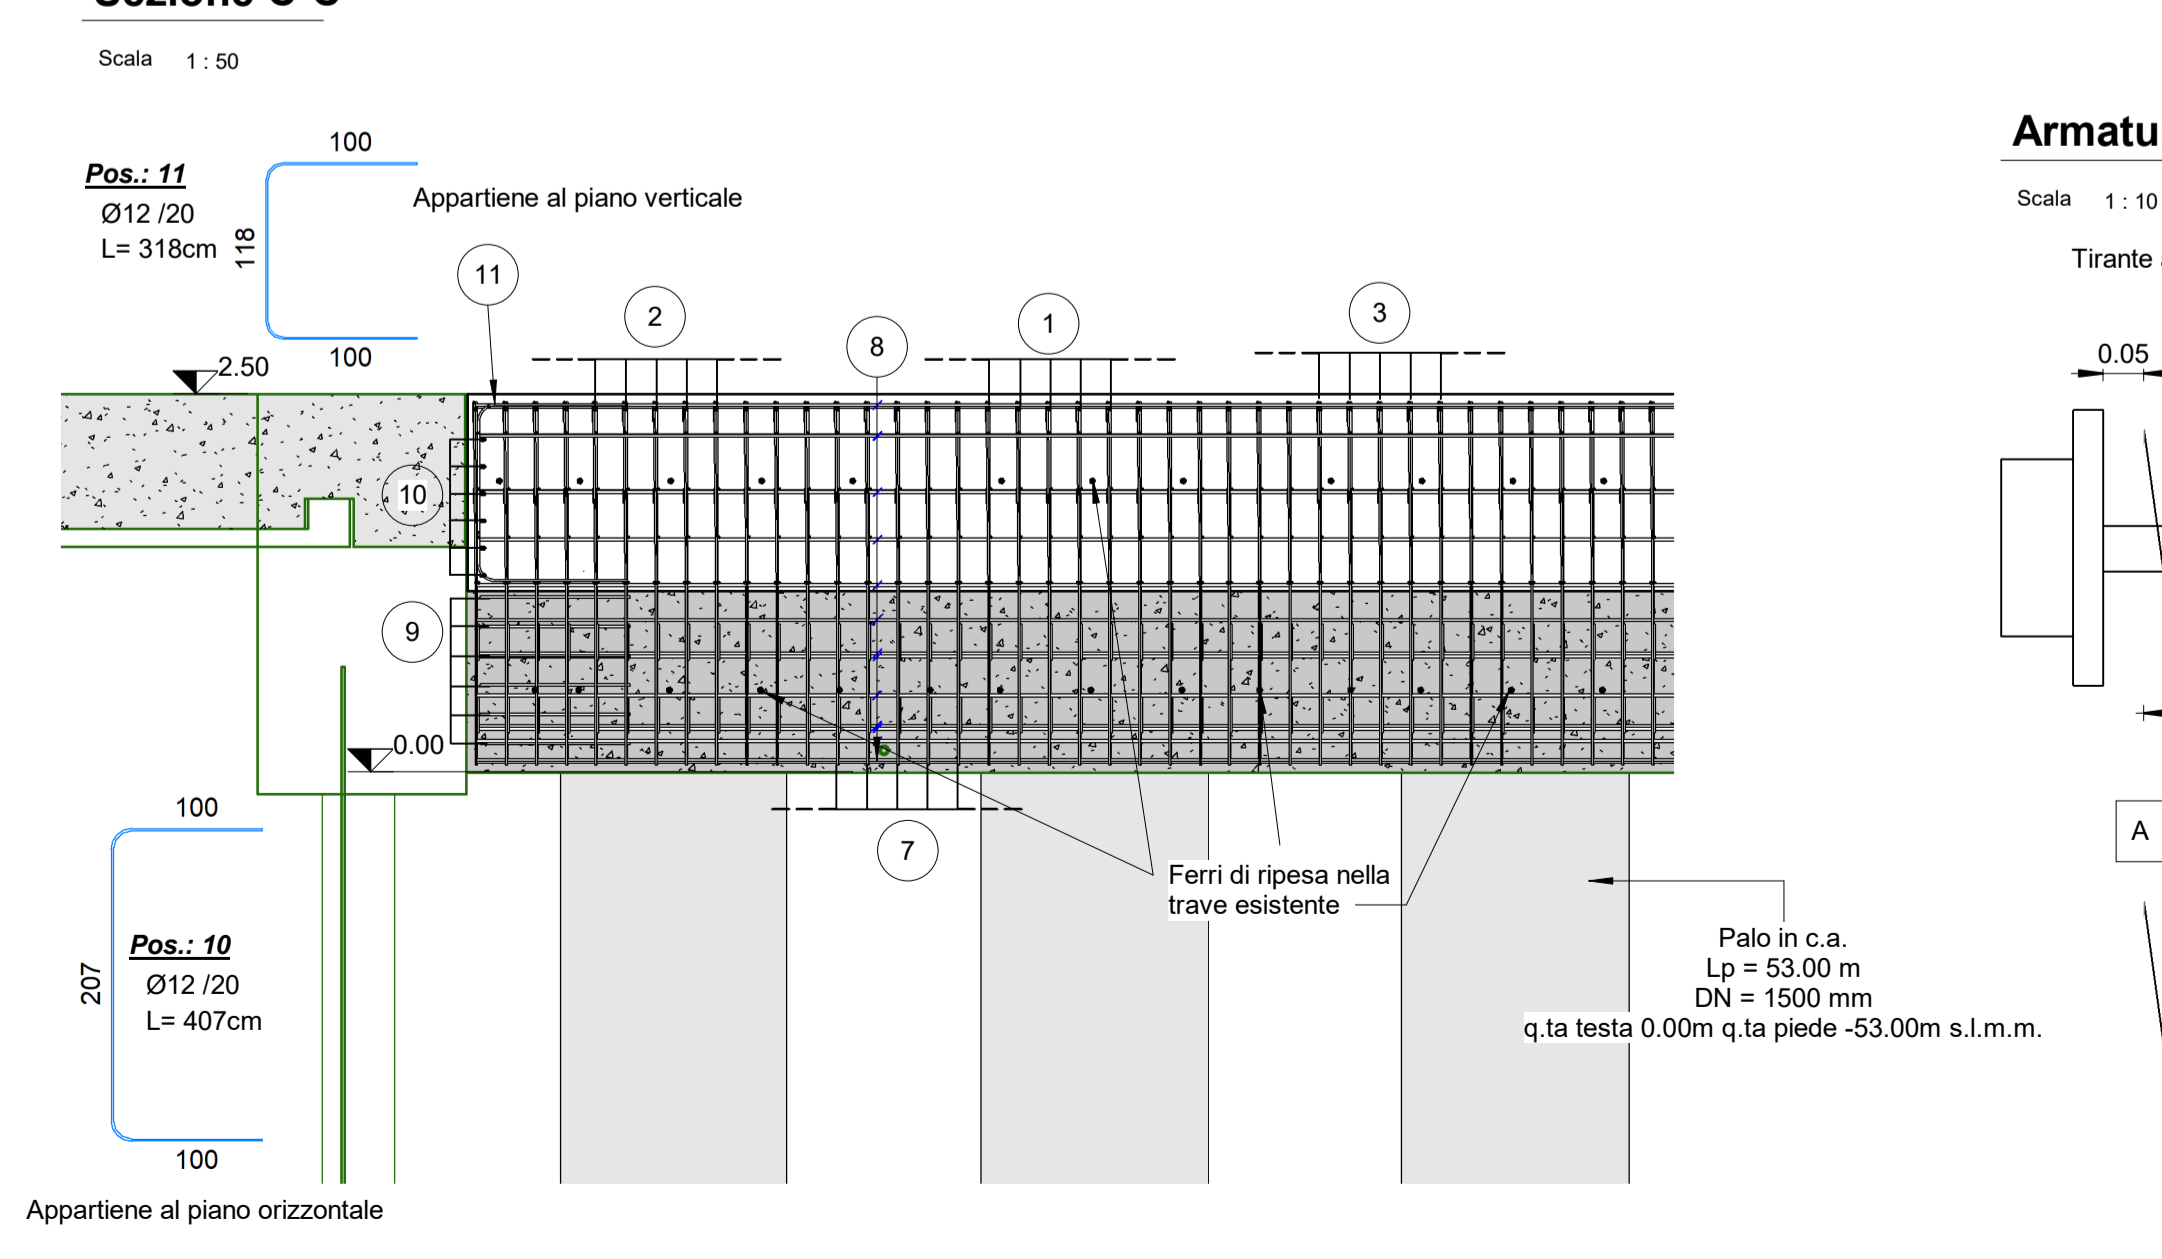 Scala 1 : 50
100
Pos.: 11
Ø12 /20
L= 318cm
118
100
Appartiene al piano verticale
11
2
8
1
3
2.50
10
9
0.00
7
Ferri di ripesa nella
trave esistente
Palo in c.a.
Lp = 53.00 m
DN = 1500 mm
q.ta testa 0.00m q.ta piede -53.00m s.l.m.m.
100
Pos.: 10
Ø12 /20
L= 407cm
207
100
Appartiene al piano orizzontale
Armatu
Scala 1 : 10
Tirante
0.05
A